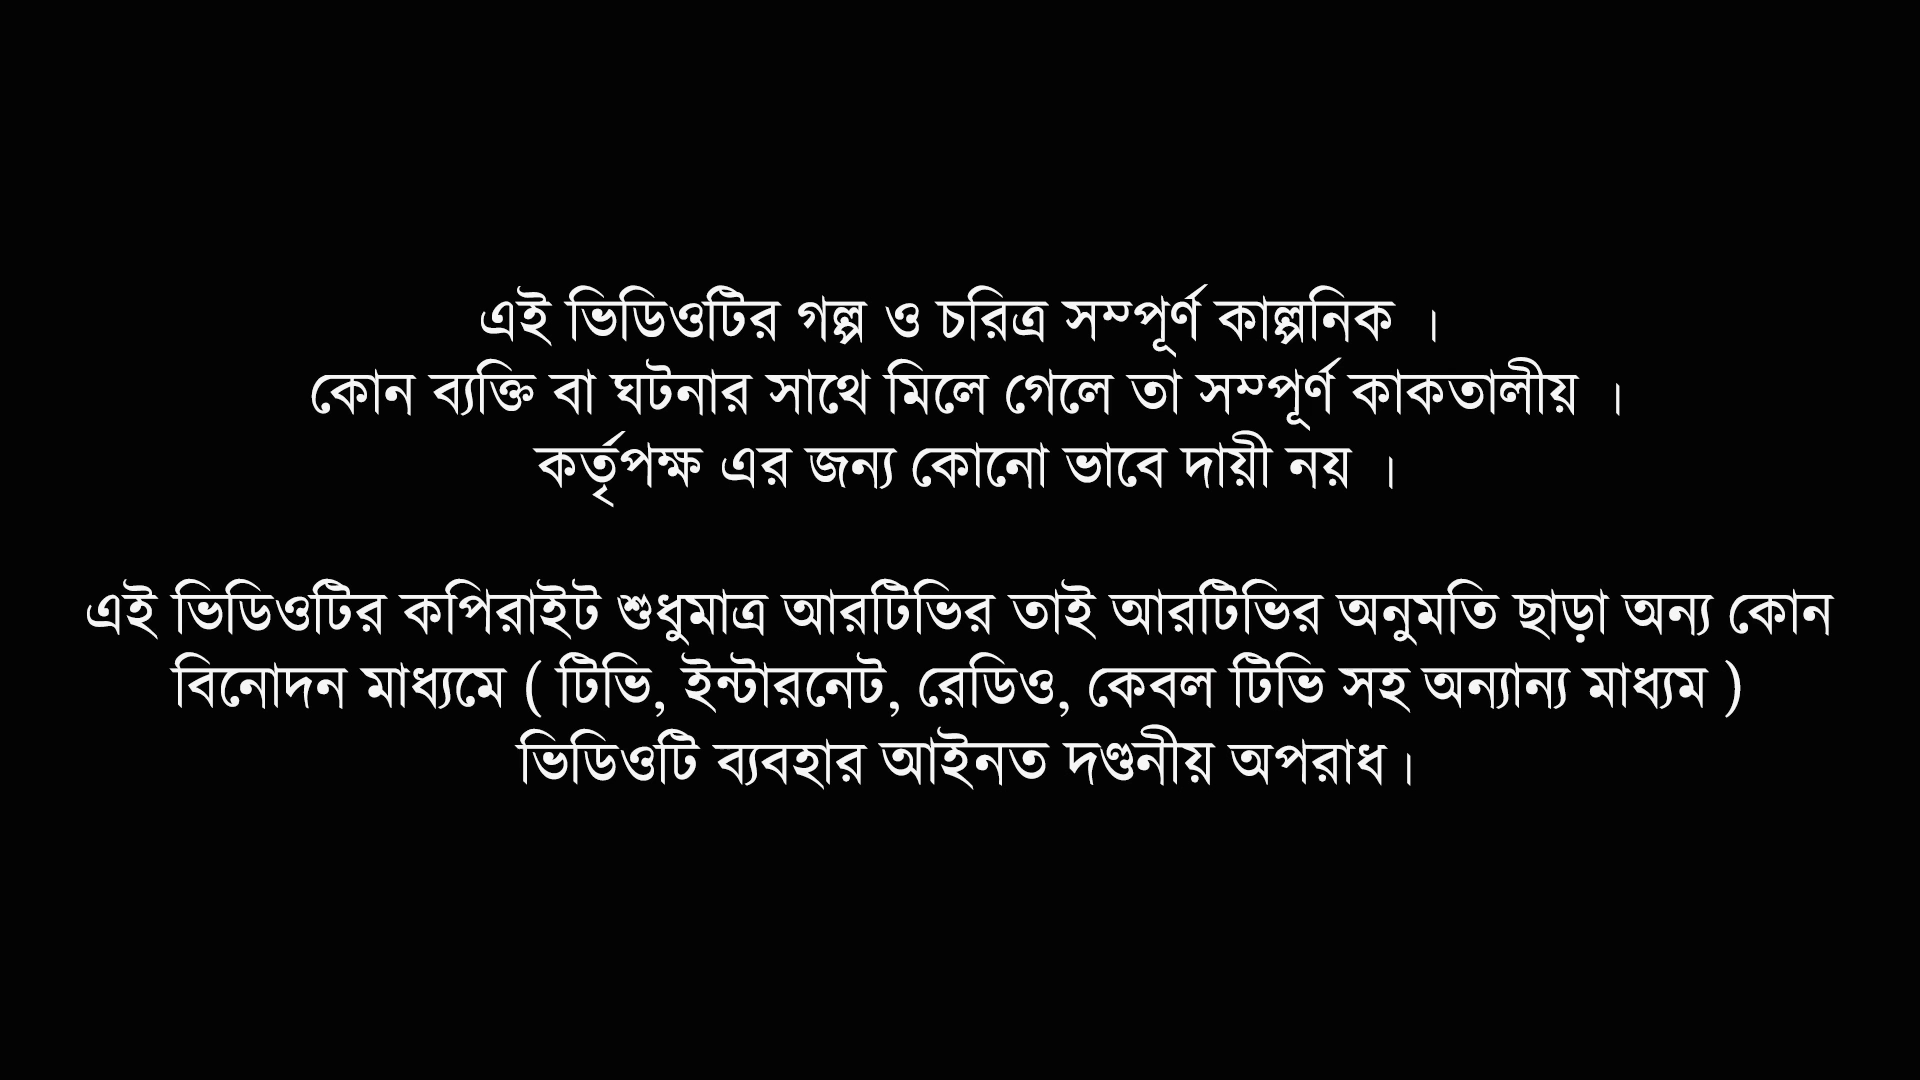 এই ভিডিওটির গল্প ও চরিত্র সম্পূর্ণ কাল্পনিক ।
কোন ব্যক্তি বা ঘটনার সাথে মিলে গেলে তা সম্পূর্ণ কাকতালীয় ।
কর্তৃপক্ষ এর জন্য কোনো ভাবে দায়ী নয় ।
এই ভিডিওটির কপিরাইট শুধুমাত্র আরটিভির তাই আরটিভির অনুমতি ছাড়া অন্য কোন
বিনোদন মাধ্যমে ( টিভি, ইন্টারনেট, রেডিও, কেবল টিভি সহ অন্যান্য মাধ্যম )
ভিডিওটি ব্যবহার আইনত দণ্ডনীয় অপরাধ।